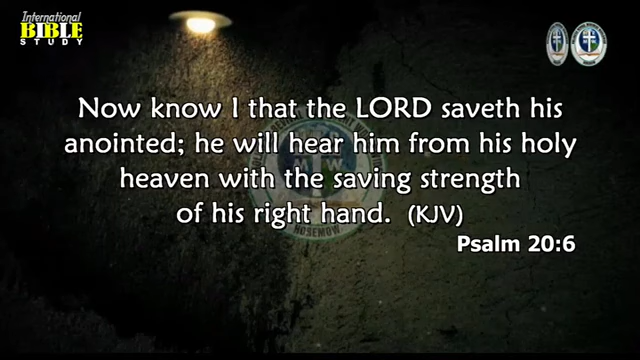 International
BIBLE
STUDY
Now know I that the LORD saveth his
anointed; he will hear him from his holy
heaven with the saving strength
of his right hand. (KJV)
Psalm 20:6
HOSEMOW